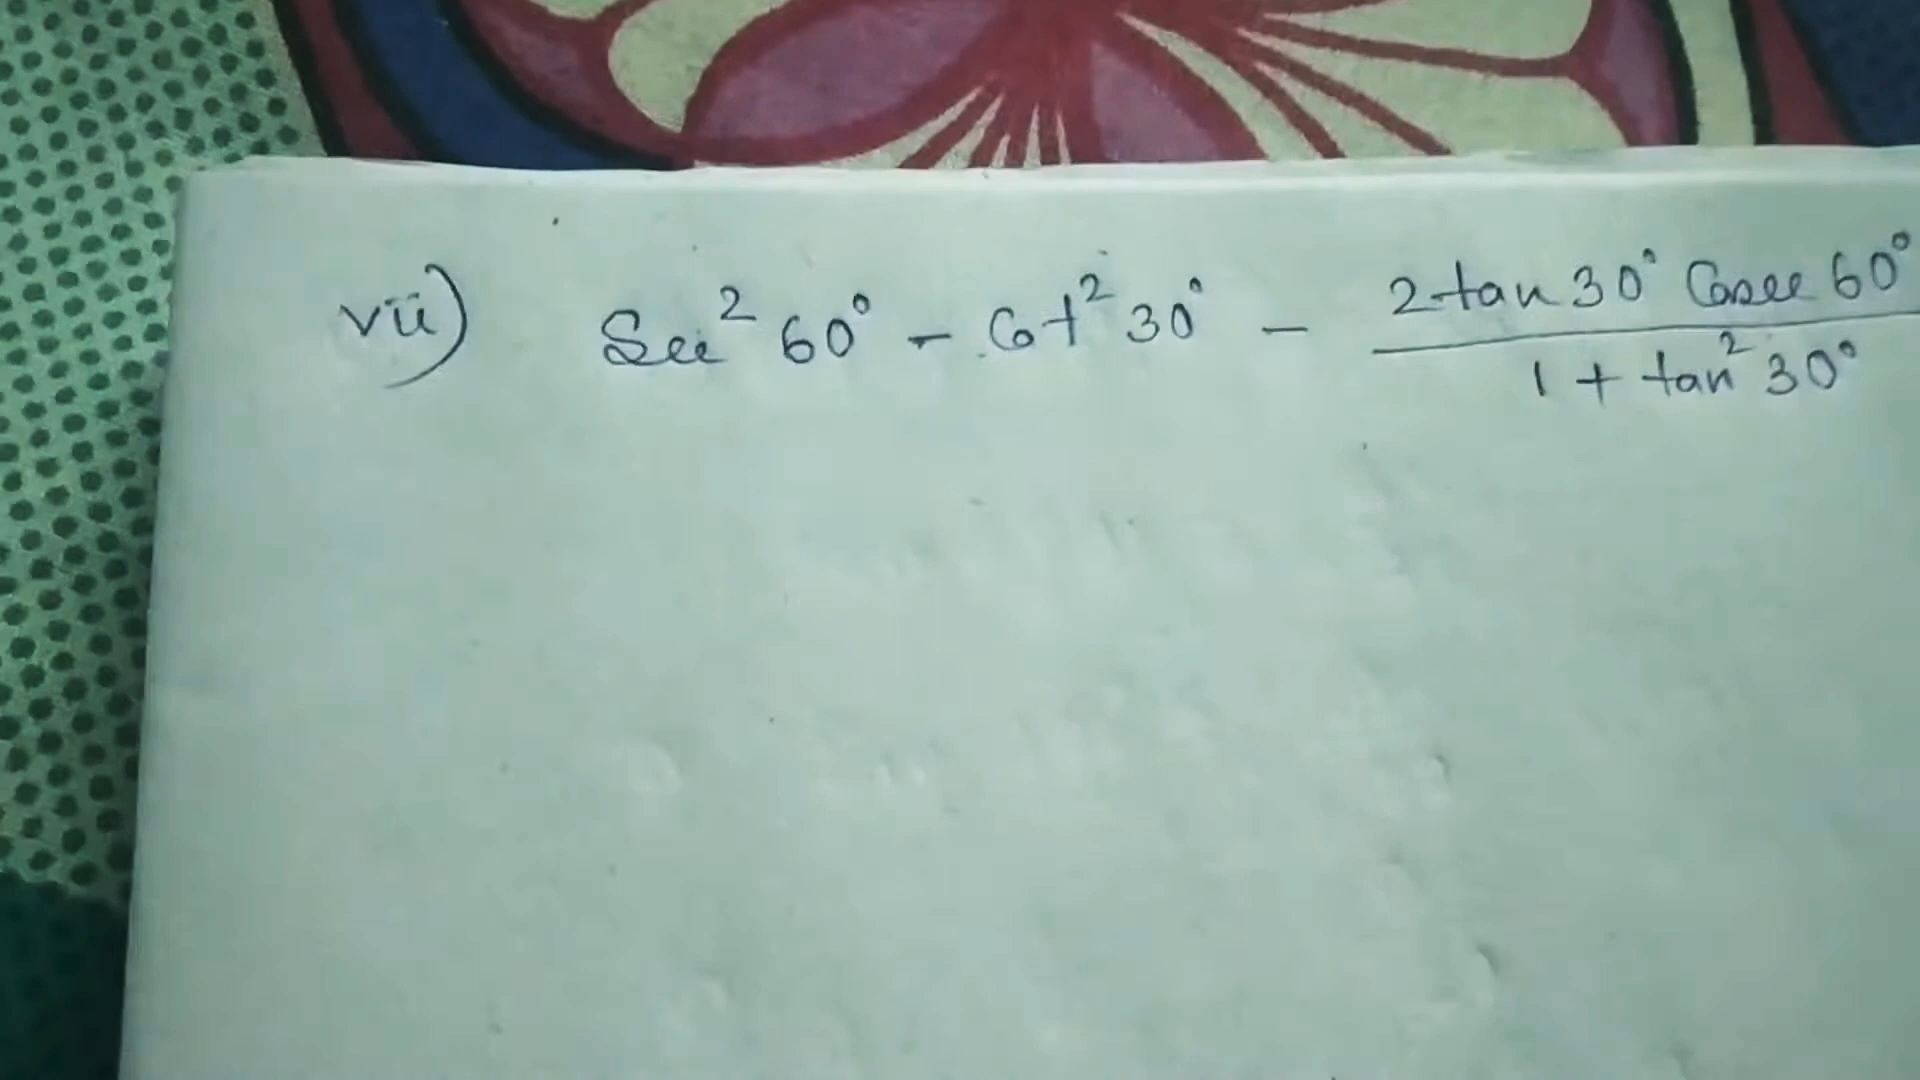 vii) Sec² 60° - Cot² 30° - (2 tan 30° Cosec 60°) / (1 + tan² 30°)